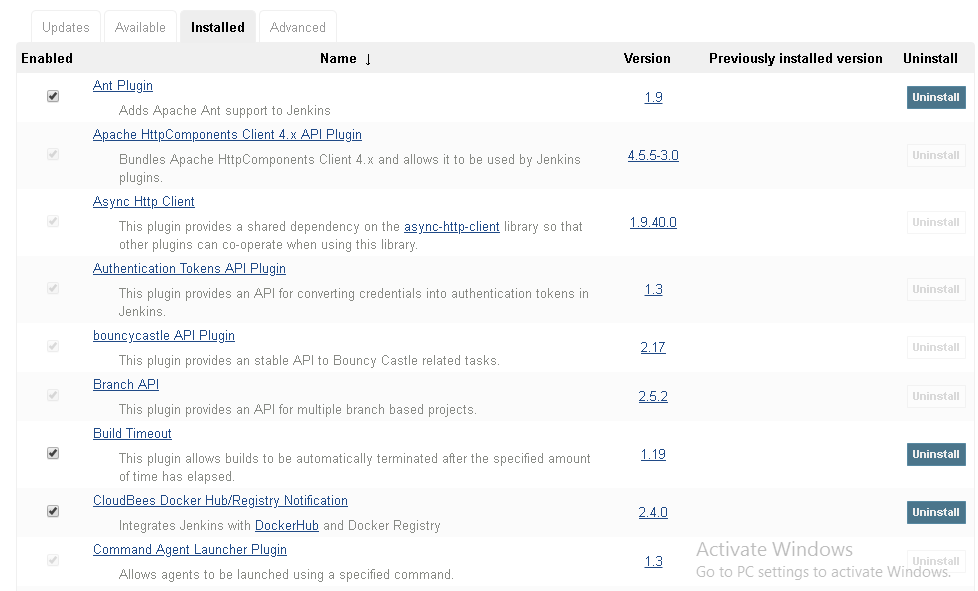 Updates Available Installed Advanced
Enabled Name ↓ Version Previously installed version Uninstall
Ant Plugin
Adds Apache Ant support to Jenkins
1.9 Uninstall
Apache HttpComponents Client 4.x API Plugin
Bundles Apache HttpComponents Client 4.x and allows it to be used by Jenkins
plugins.
4.5.5-3.0 Uninstall
Async Http Client
This plugin provides a shared dependency on the async-http-client library so that
other plugins can co-operate when using this library.
1.9.40.0 Uninstall
Authentication Tokens API Plugin
This plugin provides an API for converting credentials into authentication tokens in
Jenkins.
1.3 Uninstall
bouncycastle API Plugin
This plugin provides an stable API to Bouncy Castle related tasks.
2.17 Uninstall
Branch API
This plugin provides an API for multiple branch based projects.
2.5.2 Uninstall
Build Timeout
This plugin allows builds to be automatically terminated after the specified amount
of time has elapsed.
1.19 Uninstall
CloudBees Docker Hub/Registry Notification
Integrates Jenkins with DockerHub and Docker Registry
2.4.0 Uninstall
Command Agent Launcher Plugin
Allows agents to be launched using a specified command.
1.3 Uninstall
Activate Windows
Go to PC settings to activate Windows.